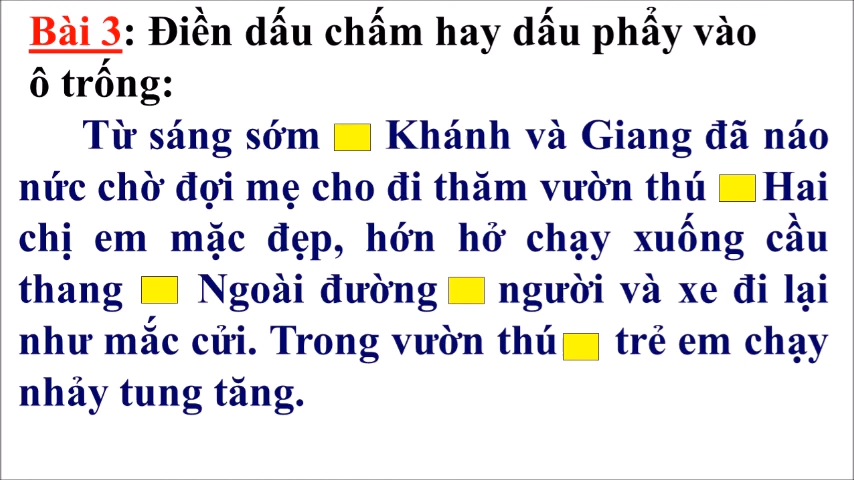 Bài 3: Điền dấu chấm hay dấu phẩy vào
ô trống:
Từ sáng sớm Khánh và Giang đã náo
nức chờ đợi mẹ cho đi thăm vườn thú Hai
chị em mặc đẹp, hớn hở chạy xuống cầu
thang Ngoài đường người và xe đi lại
như mắc cửi. Trong vườn thú trẻ em chạy
nhảy tung tăng.